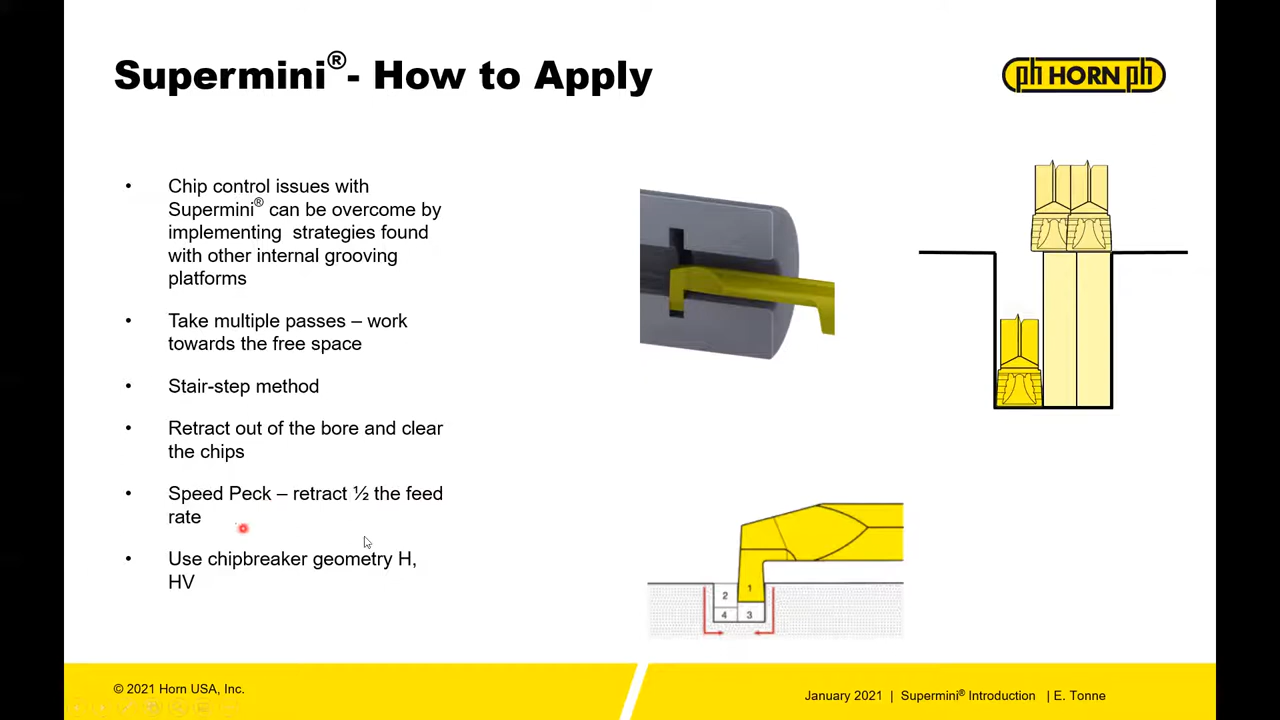 Supermini®- How to Apply
ph HORN ph
• Chip control issues with
Supermini® can be overcome by
implementing strategies found
with other internal grooving
platforms
• Take multiple passes – work
towards the free space
• Stair-step method
• Retract out of the bore and clear
the chips
• Speed Peck – retract ½ the feed
rate
• Use chipbreaker geometry H,
HV
1
2
4 3
© 2021 Horn USA, Inc.
January 2021 | Supermini® Introduction | E. Tonne